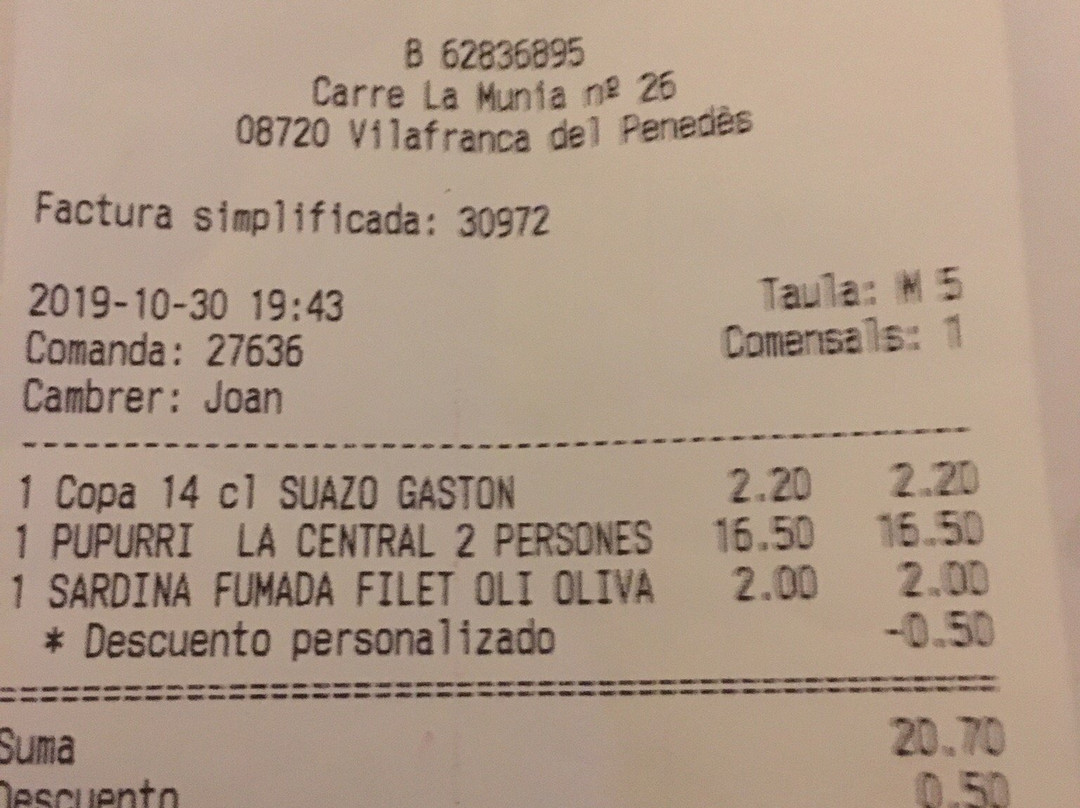 B 62836895
Carre La Munia nº 26
08720 Vilafranca del Penedès
Factura simplificada: 30972
2019-10-30 19:43 Taula: M 5
Comanda: 27636 Comensals: 1
Cambrer: Joan
1 Copa 14 cl SUAZO GASTON 2.20 2.20
1 PUPURRI LA CENTRAL 2 PERSONES 16.50 16.50
1 SARDINA FUMADA FILET OLI OLIVA 2.00 2.00
* Descuento personalizado -0.50
Suma 20.70
Descuento 0.50